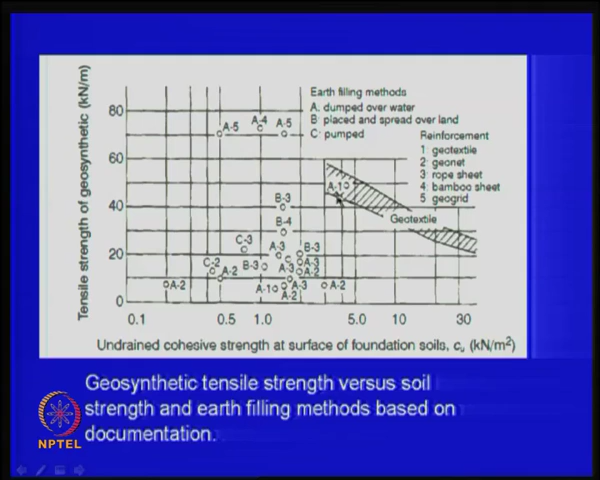 Tensile strength of geosynthetic (kN/m)
80
60
40
20
0
Earth filling methods
A. dumped over water
B: placed and spread over land
C: pumped
Reinforcement
1: geotextile
2: geonet
3: rope sheet
4: bamboo sheet
5 geogrid
A-5
A-4
A-5
A-1
B-3
Geotextile
B-4
C-3
A-3
B-3
C-2
A-2
B-3
C
A-3
A-3
A-2
A-2
A-1
A-3
A-2
A-2
0.1
0.5
1.0
5.0
10
30
Undrained cohesive strength at surface of foundation soils, cu (kN/m²)
Geosynthetic tensile strength versus soil
strength and earth filling methods based on
documentation.
NPTEL